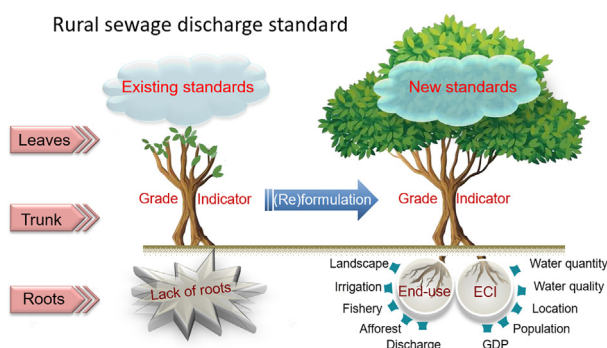 Rural sewage discharge standard
Existing standards
New standards
Leaves
Grade Indicator
(Re)formulation
Grade Indicator
Trunk
Roots
Lack of roots
Landscape
Irrigation
Fishery
Afforest
Discharge
End-use
ECI
Water quantity
Water quality
Location
Population
GDP